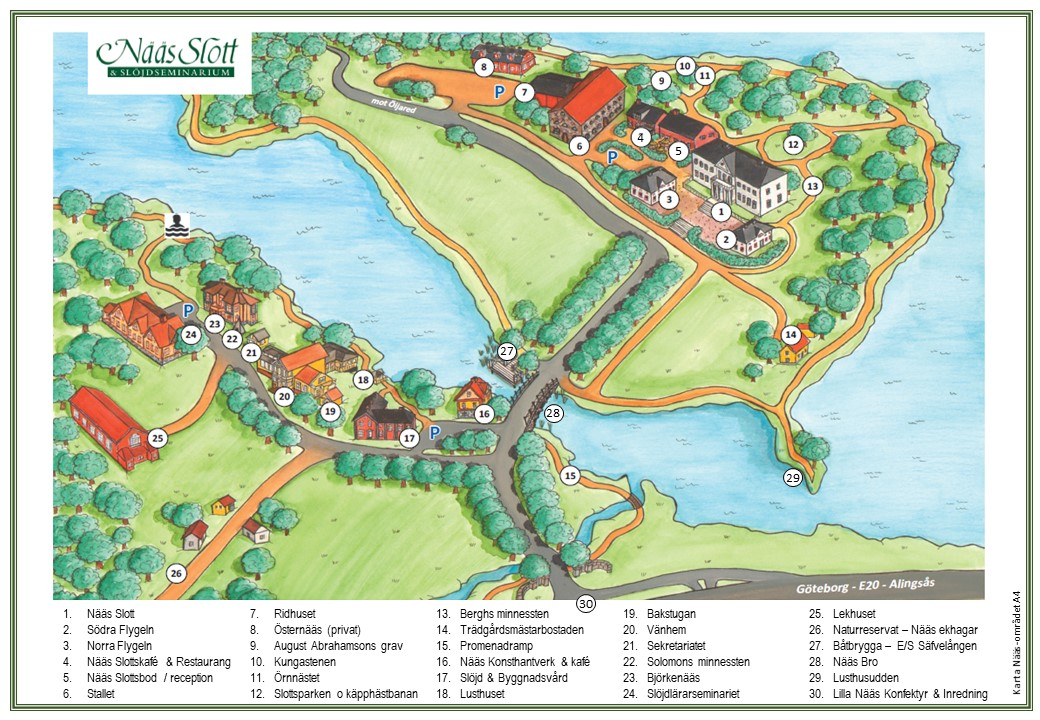 Nääs Slott
& SLÖJDSEMINARIUM
mot Öljared
P
P
P
P
1
2
3
4
5
6
7
8
9
10
11
12
13
14
15
16
17
18
19
20
21
22
23
24
25
26
27
28
29
30
Göteborg - E20 - Alingsås
Karta Nääs-området A4
1. Nääs Slott
2. Södra Flygeln
3. Norra Flygeln
4. Nääs Slottskafé & Restaurang
5. Nääs Slottsbod / reception
6. Stallet
7. Ridhuset
8. Östernääs (privat)
9. August Abrahamsons grav
10. Kungastenen
11. Örnnästet
12. Slottsparken o käpphästbanan
13. Berghs minnessten
14. Trädgårdsmästarbostaden
15. Promenadramp
16. Nääs Konsthantverk & kafé
17. Slöjd & Byggnadsvård
18. Lusthuset
19. Bakstugan
20. Vänhem
21. Sekretariatet
22. Solomons minnessten
23. Björkenääs
24. Slöjdlärarseminariet
25. Lekhuset
26. Naturreservat – Nääs ekhagar
27. Båtbrygga – E/S Säfvelången
28. Nääs Bro
29. Lusthusudden
30. Lilla Nääs Konfektyr & Inredning